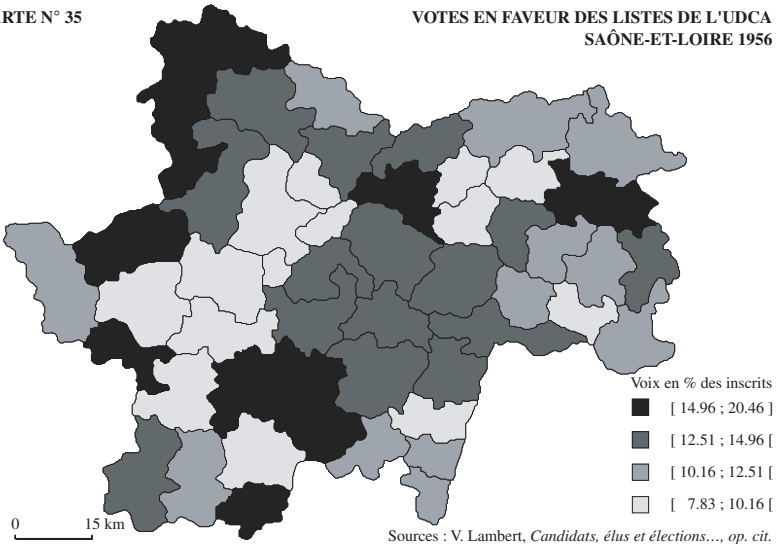 RTE N° 35
VOTES EN FAVEUR DES LISTES DE L'UDCA
SAÔNE-ET-LOIRE 1956
Voix en % des inscrits
[ 14.96 ; 20.46 ]
[ 12.51 ; 14.96 [
[ 10.16 ; 12.51 [
[ 7.83 ; 10.16 [
0 15 km
Sources : V. Lambert, Candidats, élus et élections..., op. cit.